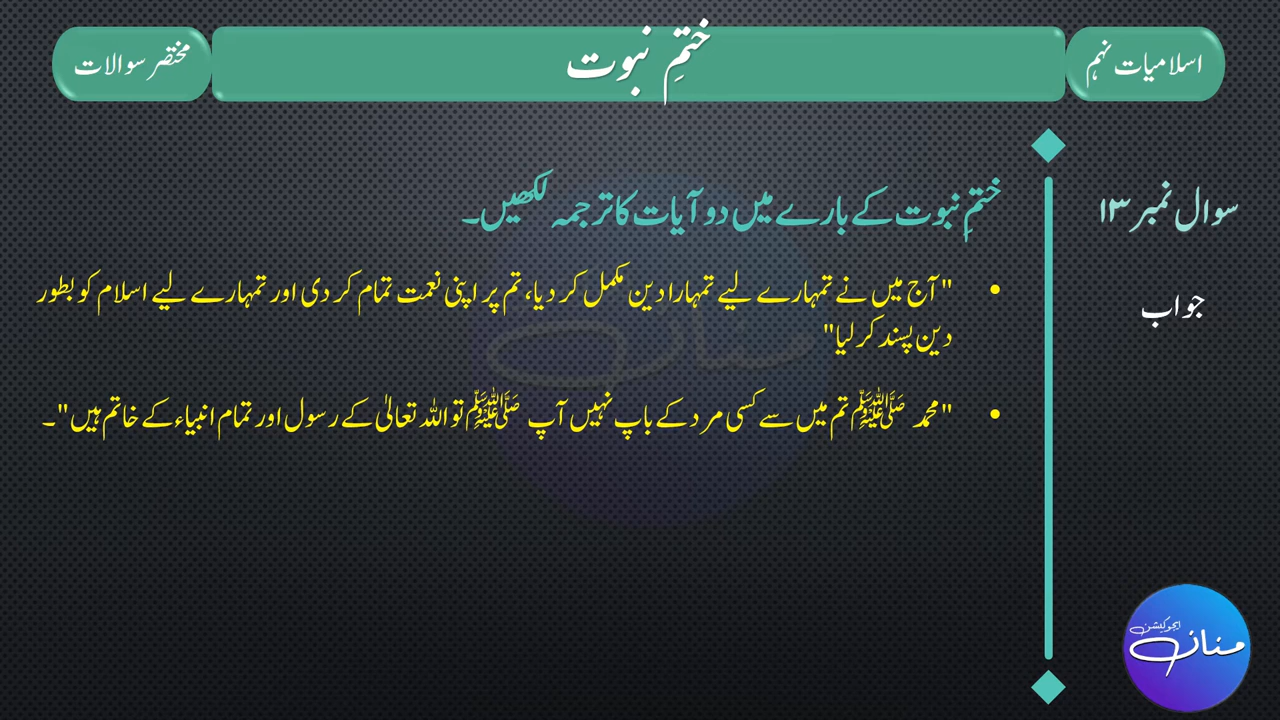 اسلامیات نہم
ختمِ نبوت
مختصر سوالات
سوال نمبر ۱۳
ختمِ نبوت کے بارے میں دو آیات کا ترجمہ لکھیں۔
جواب
• "آج میں نے تمہارے لیے تمہارا دین مکمل کر دیا، تم پر اپنی نعمت تمام کر دی اور تمہارے لیے اسلام کو بطور
دین پسند کر لیا"
• "محمد ﷺ تم میں سے کسی مرد کے باپ نہیں آپ ﷺ تو اللہ تعالیٰ کے رسول اور تمام انبیاء کے خاتم ہیں"۔
ایجوکیشن